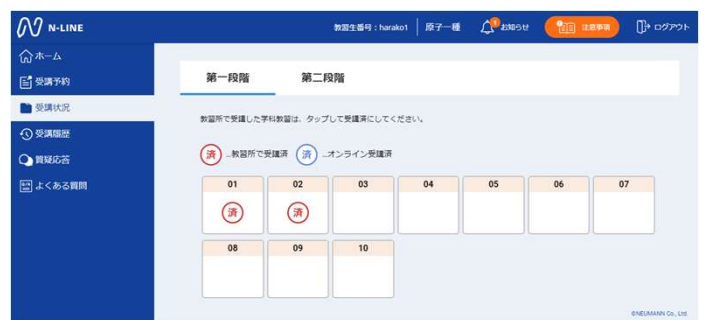 N-LINE
教習生番号 : harako1 原子一種 お知らせ 注意事項 ログアウト
ホーム
受講予約
受講状況
受講履歴
質疑応答
よくある質問
第一段階 第二段階
教習所で受講した学科教習は、タップして受講済にしてください。
済 …教習所で受講済 済 …オンライン受講済
01 02 03 04 05 06 07
済 済
08 09 10
©NEUMANN Co., Ltd.